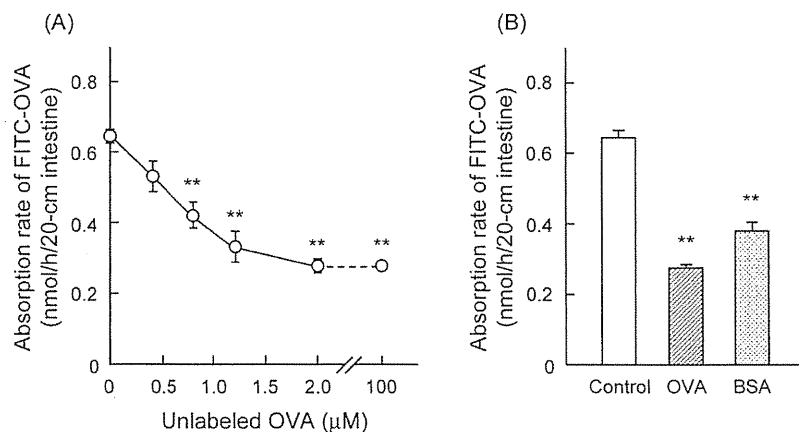 (A)
Absorption rate of FITC-OVA
(nmol/h/20-cm intestine)
0.8
0.6
0.4
0.2
0
**
**
**
**
0
0.5
1.0
1.5
2.0
100
Unlabeled OVA (μM)
(B)
Absorption rate of FITC-OVA
(nmol/h/20-cm intestine)
0.8
0.6
0.4
0.2
0
**
**
Control
OVA
BSA